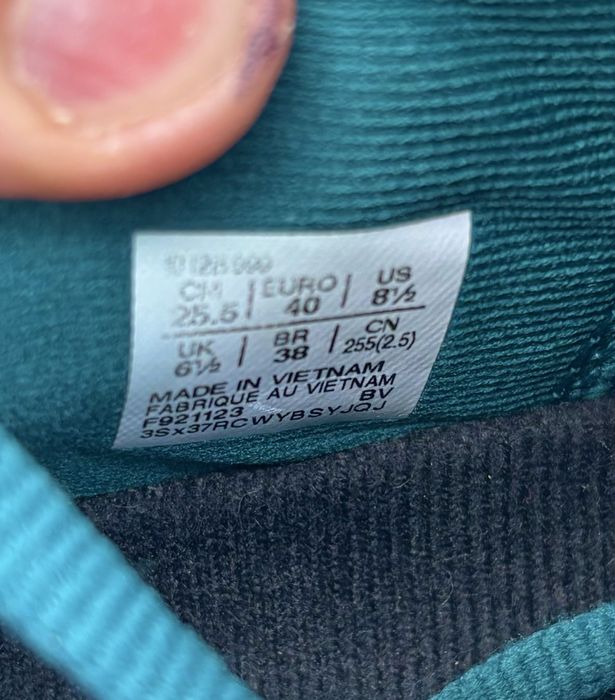 CM | EURO | US
25.5 | 40 | 8½
UK | BR | CN
6½ | 38 | 255(2.5)
MADE IN VIETNAM
FABRIQUE AU VIETNAM
F921123 BV
3Sx37RCWYBSYJQJ